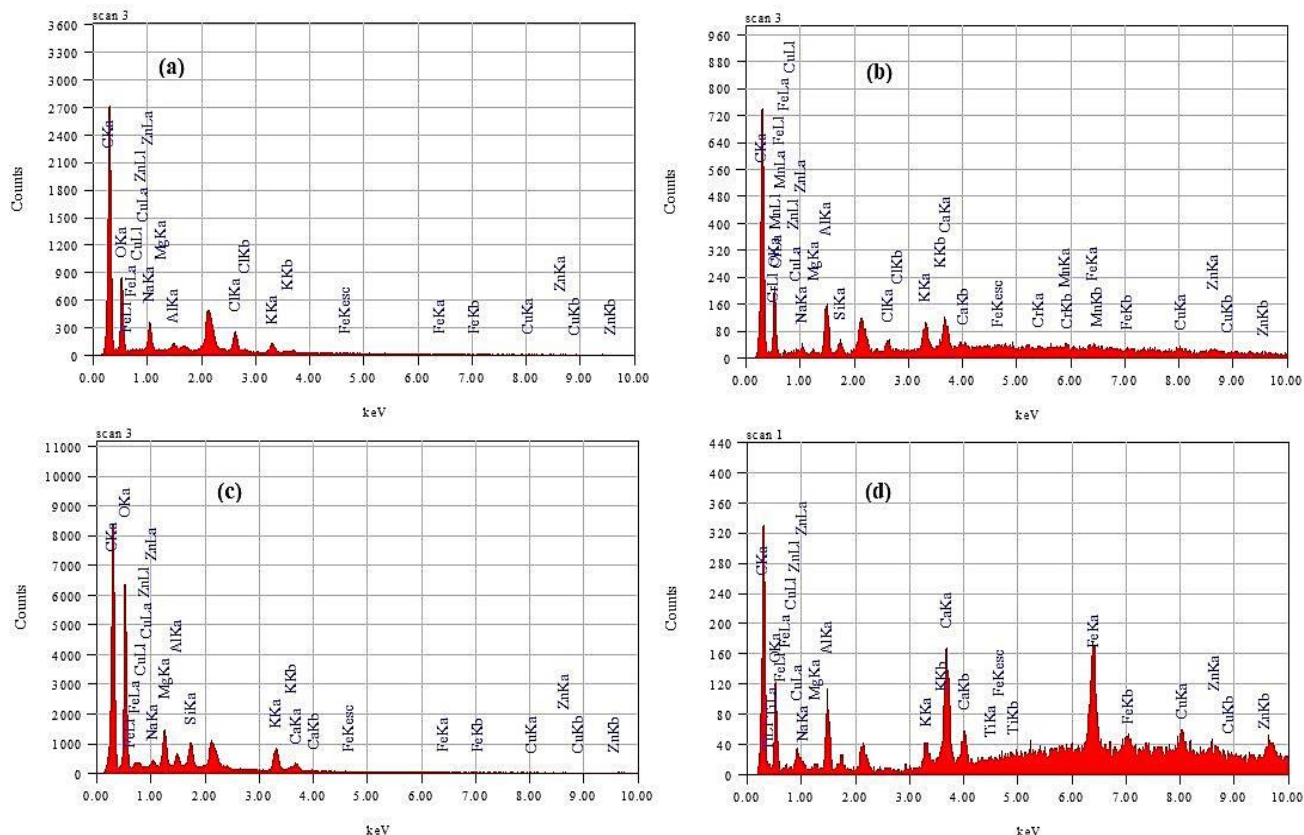 scan 3
(a)
Counts
3600
3300
3000
2700
2400
2100
1800
1500
1200
900
600
300
0
CKa
OKa
FeLl
FeLa
CuLl
CuLa
ZnLl
ZnLa
NaKa
MgKa
AlKa
ClKa
ClKb
KKa
KKb
FeKesc
FeKa
FeKb
CuKa
ZnKa
CuKb
ZnKb
0.00 1.00 2.00 3.00 4.00 5.00 6.00 7.00 8.00 9.00 10.00
keV
scan 3
(b)
Counts
960
880
800
720
640
560
480
400
320
240
160
80
0
CKa
CrLl
OKa
CrLa
MnLl
MnLa
FeLl
FeLa
CuLl
NaKa
CuLa
ZnLl
ZnLa
MgKa
AlKa
SiKa
ClKa
ClKb
KKa
KKb
CaKa
CaKb
FeKesc
CrKa
CrKb
MnKa
MnKb
FeKa
FeKb
CuKa
ZnKa
CuKb
ZnKb
0.00 1.00 2.00 3.00 4.00 5.00 6.00 7.00 8.00 9.00 10.00
keV
scan 3
(c)
Counts
11000
10000
9000
8000
7000
6000
5000
4000
3000
2000
1000
0
CKa
OKa
FeLl
FeLa
CuLl
CuLa
ZnLl
ZnLa
NaKa
MgKa
AlKa
SiKa
KKa
KKb
CaKa
CaKb
FeKesc
FeKa
FeKb
CuKa
ZnKa
CuKb
ZnKb
0.00 1.00 2.00 3.00 4.00 5.00 6.00 7.00 8.00 9.00 10.00
keV
scan 1
(d)
Counts
440
400
360
320
280
240
200
160
120
80
40
0
CKa
TiLl
TiLa
OKa
FeLl
FeLa
CuLl
CuLa
ZnLl
ZnLa
NaKa
MgKa
AlKa
KKa
KKb
CaKa
CaKb
TiKa
FeKesc
TiKb
FeKa
FeKb
CuKa
ZnKa
CuKb
ZnKb
0.00 1.00 2.00 3.00 4.00 5.00 6.00 7.00 8.00 9.00 10.00
keV